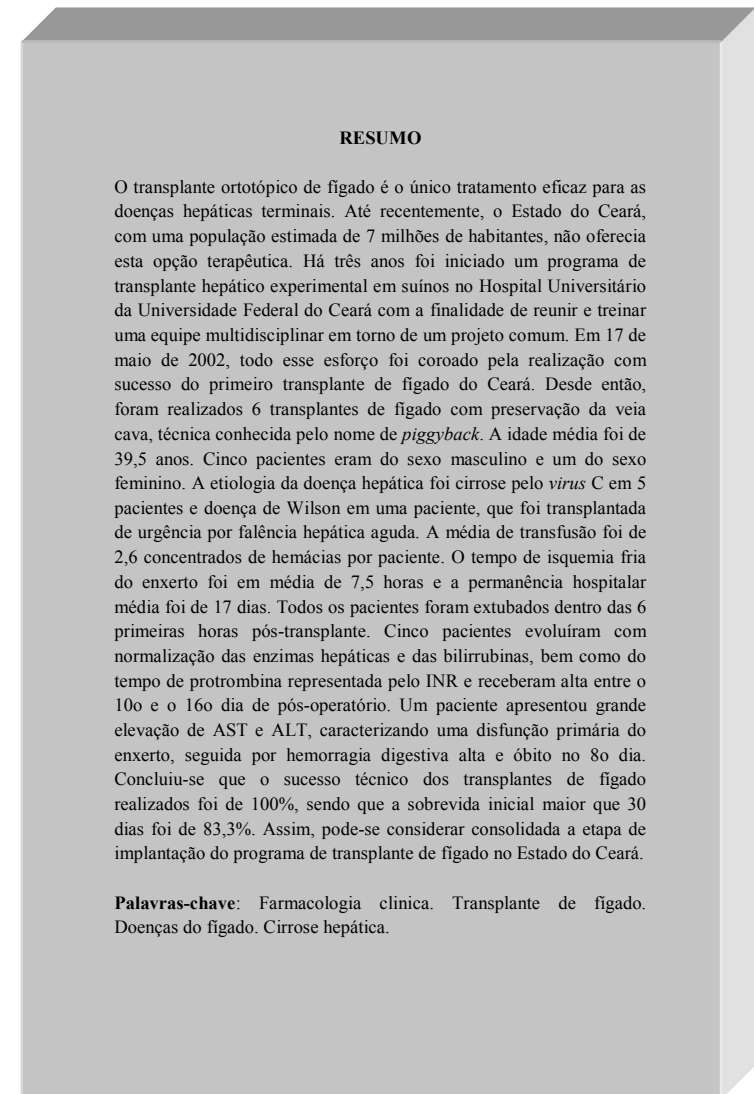 RESUMO
O transplante ortotópico de fígado é o único tratamento eficaz para as
doenças hepáticas terminais. Até recentemente, o Estado do Ceará,
com uma população estimada de 7 milhões de habitantes, não oferecia
esta opção terapêutica. Há três anos foi iniciado um programa de
transplante hepático experimental em suínos no Hospital Universitário
da Universidade Federal do Ceará com a finalidade de reunir e treinar
uma equipe multidisciplinar em torno de um projeto comum. Em 17 de
maio de 2002, todo esse esforço foi coroado pela realização com
sucesso do primeiro transplante de fígado do Ceará. Desde então,
foram realizados 6 transplantes de fígado com preservação da veia
cava, técnica conhecida pelo nome de piggyback. A idade média foi de
39,5 anos. Cinco pacientes eram do sexo masculino e um do sexo
feminino. A etiologia da doença hepática foi cirrose pelo virus C em 5
pacientes e doença de Wilson em uma paciente, que foi transplantada
de urgência por falência hepática aguda. A média de transfusão foi de
2,6 concentrados de hemácias por paciente. O tempo de isquemia fria
do enxerto foi em média de 7,5 horas e a permanência hospitalar
média foi de 17 dias. Todos os pacientes foram extubados dentro das 6
primeiras horas pós-transplante. Cinco pacientes evoluíram com
normalização das enzimas hepáticas e das bilirrubinas, bem como do
tempo de protrombina representada pelo INR e receberam alta entre o
10o e o 16o dia de pós-operatório. Um paciente apresentou grande
elevação de AST e ALT, caracterizando uma disfunção primária do
enxerto, seguida por hemorragia digestiva alta e óbito no 8o dia.
Concluiu-se que o sucesso técnico dos transplantes de fígado
realizados foi de 100%, sendo que a sobrevida inicial maior que 30
dias foi de 83,3%. Assim, pode-se considerar consolidada a etapa de
implantação do programa de transplante de fígado no Estado do Ceará.
Palavras-chave: Farmacologia clinica. Transplante de fígado.
Doenças do fígado. Cirrose hepática.